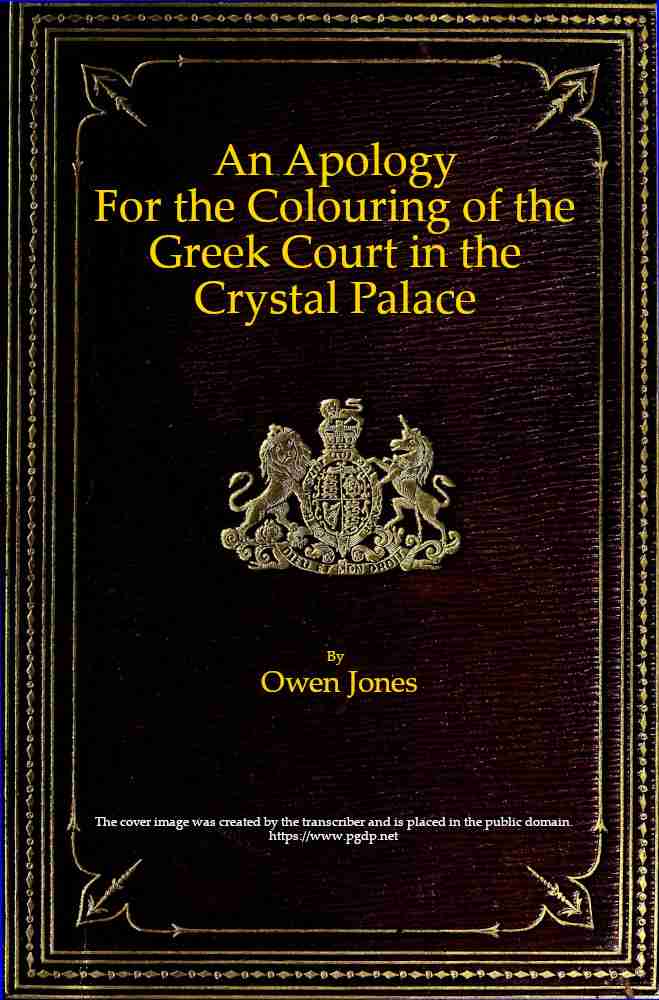 An Apology
For the Colouring of the
Greek Court in the
Crystal Palace
DIEU ET MON DROIT
By
Owen Jones
The cover image was created by the transcriber and is placed in the public domain.
https://www.pgdp.net